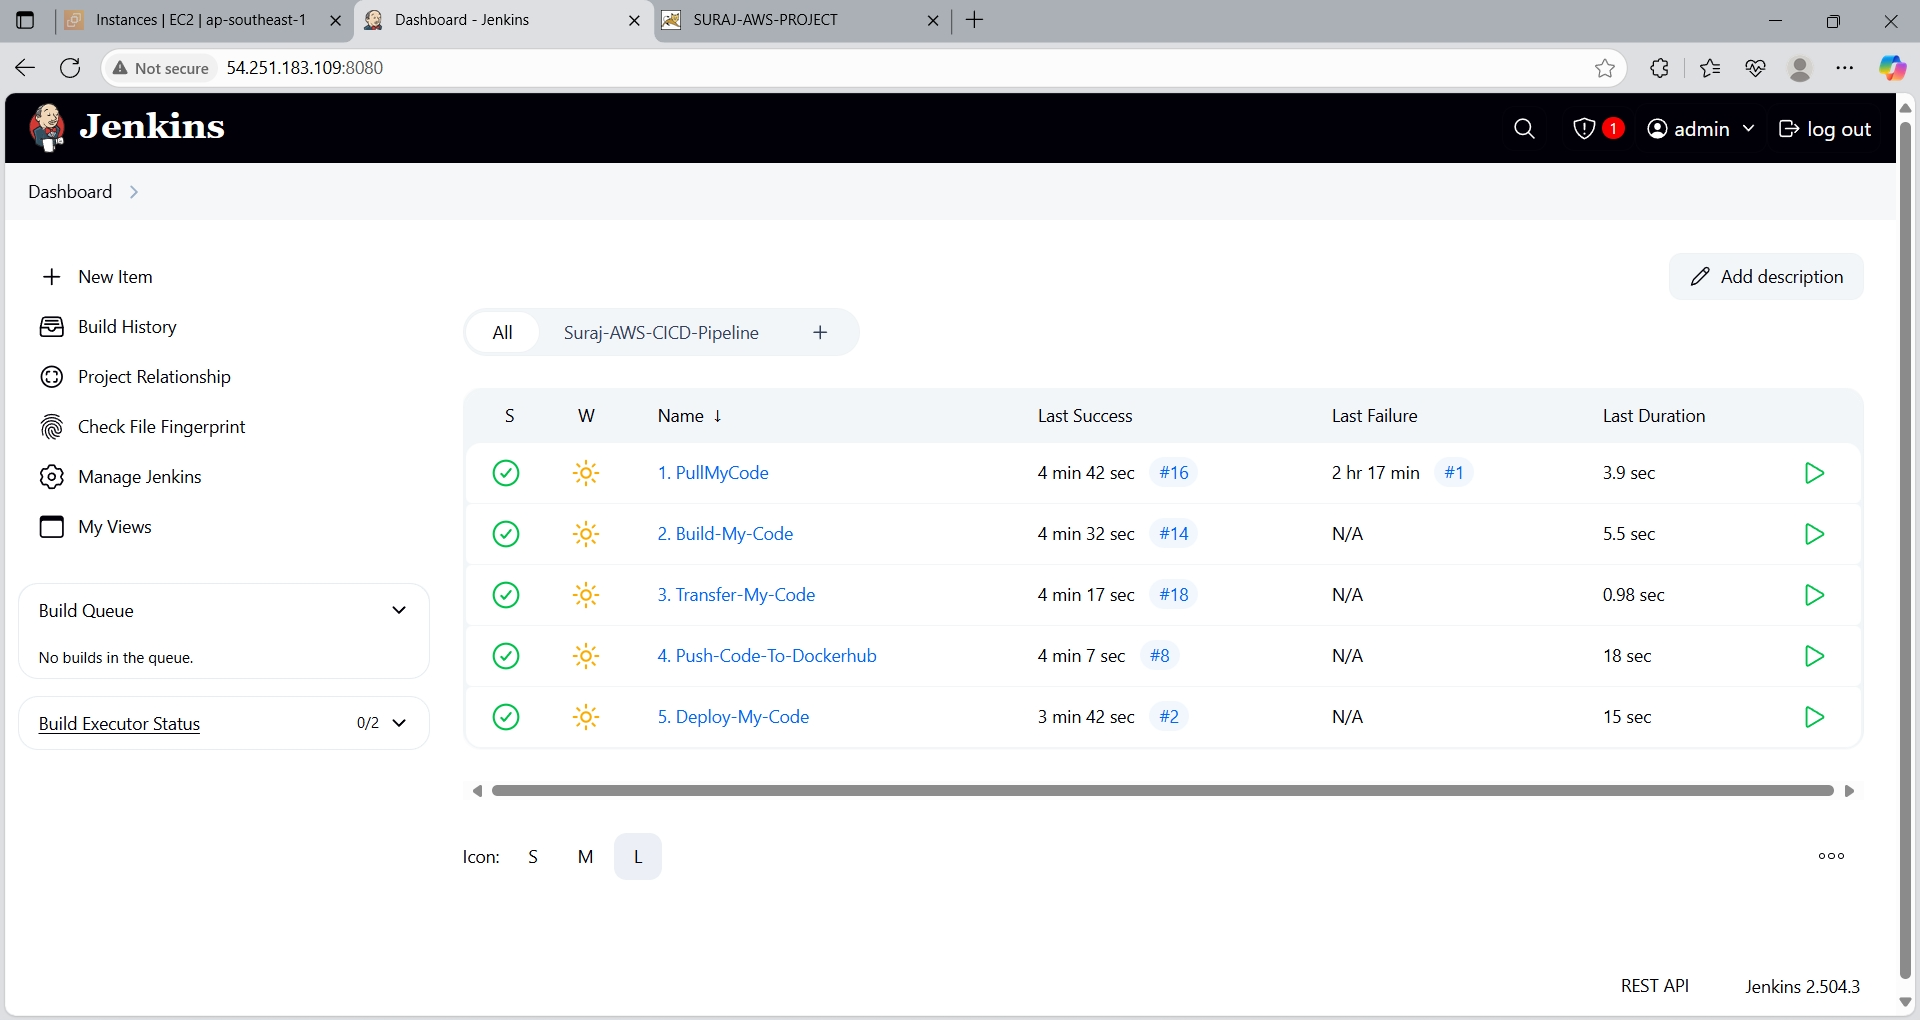 Instances | EC2 | ap-southeast-1
Dashboard - Jenkins
SURAJ-AWS-PROJECT
Not secure 54.251.183.109:8080
Jenkins
1 admin log out
Dashboard
New Item
Add description
Build History
All Suraj-AWS-CICD-Pipeline +
Project Relationship
Check File Fingerprint
Manage Jenkins
My Views
Build Queue
No builds in the queue.
Build Executor Status 0/2
S W Name ↓ Last Success Last Failure Last Duration
1. PullMyCode 4 min 42 sec #16 2 hr 17 min #1 3.9 sec
2. Build-My-Code 4 min 32 sec #14 N/A 5.5 sec
3. Transfer-My-Code 4 min 17 sec #18 N/A 0.98 sec
4. Push-Code-To-Dockerhub 4 min 7 sec #8 N/A 18 sec
5. Deploy-My-Code 3 min 42 sec #2 N/A 15 sec
Icon: S M L
REST API Jenkins 2.504.3